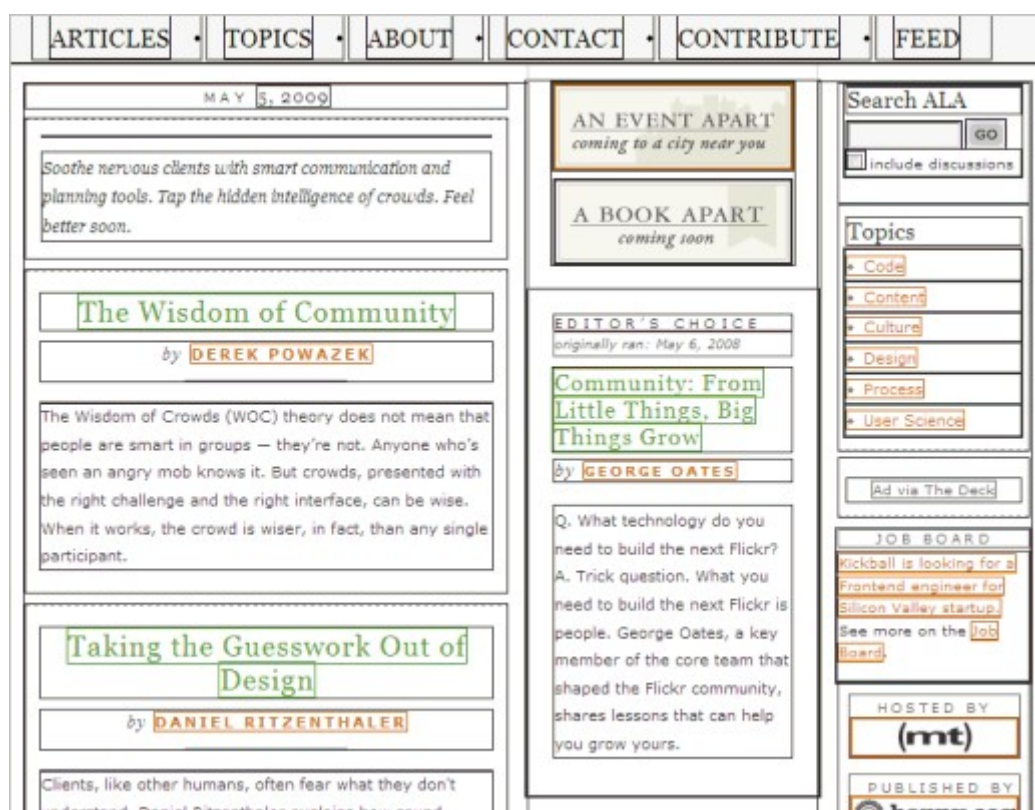 ARTICLES • TOPICS • ABOUT • CONTACT • CONTRIBUTE • FEED
MAY 5, 2009
Soothe nervous clients with smart communication and
planning tools. Tap the hidden intelligence of crowds. Feel
better soon.
The Wisdom of Community
by DEREK POWAZEK
The Wisdom of Crowds (WOC) theory does not mean that
people are smart in groups — they’re not. Anyone who’s
seen an angry mob knows it. But crowds, presented with
the right challenge and the right interface, can be wise.
When it works, the crowd is wiser, in fact, than any single
participant.
Taking the Guesswork Out of
Design
by DANIEL RITZENTHALER
Clients, like other humans, often fear what they don’t
AN EVENT APART
coming to a city near you
A BOOK APART
coming soon
EDITOR’S CHOICE
originally ran: May 6, 2008
Community: From
Little Things, Big
Things Grow
by GEORGE OATES
Q. What technology do you
need to build the next Flickr?
A. Trick question. What you
need to build the next Flickr is
people. George Oates, a key
member of the core team that
shaped the Flickr community,
shares lessons that can help
you grow yours.
Search ALA
GO
include discussions
Topics
• Code
• Content
• Culture
• Design
• Process
• User Science
Ad via The Deck
JOB BOARD
Kickball is looking for a
Frontend engineer for
Silicon Valley startup.
See more on the Job
Board.
HOSTED BY
(mt)
PUBLISHED BY